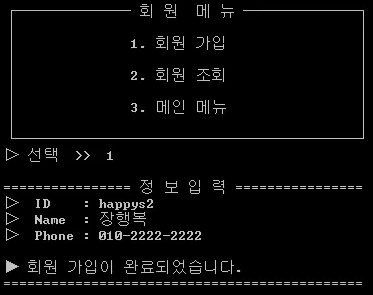 회 원 메 뉴
1. 회원 가입
2. 회원 조회
3. 메인 메뉴
▷ 선택 >> 1
================ 정 보 입 력 ================
▷ ID : happys2
▷ Name : 장행복
▷ Phone : 010-2222-2222
▶ 회원 가입이 완료되었습니다.
=============================================